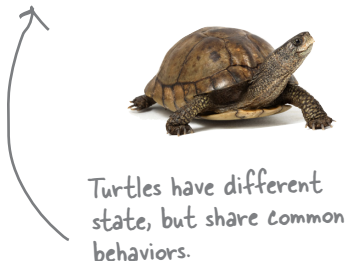 Turtles have different
state, but share common
behaviors.